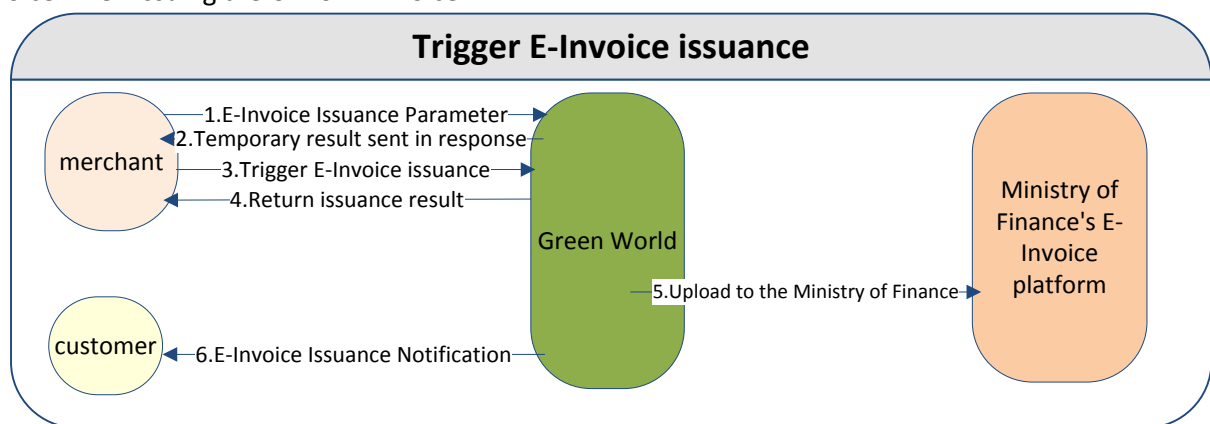 Trigger E-Invoice issuance
1.E-Invoice Issuance Parameter
2.Temporary result sent in response
merchant
3.Trigger E-Invoice issuance
4.Return issuance result
Green World
Ministry of
Finance's E-
Invoice
platform
5.Upload to the Ministry of Finance
customer
6.E-Invoice Issuance Notification